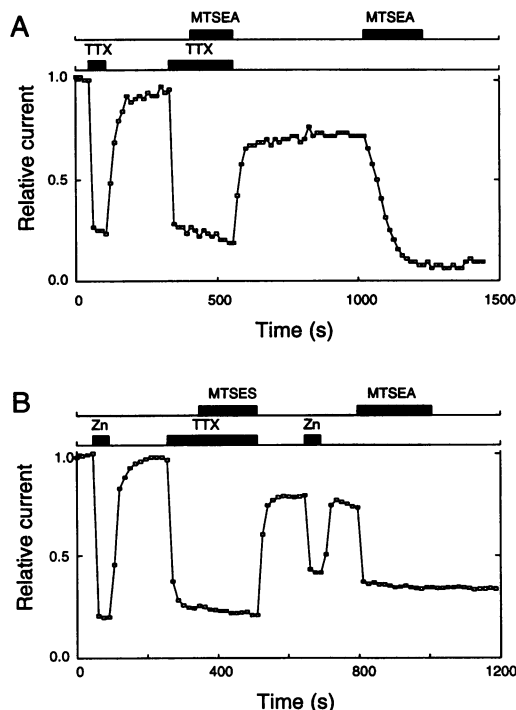 A
MTSEA MTSEA
TTX TTX
1.0
0.5
0.0
Relative current
0 500 1000 1500
Time (s)
B
MTSES MTSEA
Zn TTX Zn
1.0
0.5
0.0
Relative current
0 400 800 1200
Time (s)